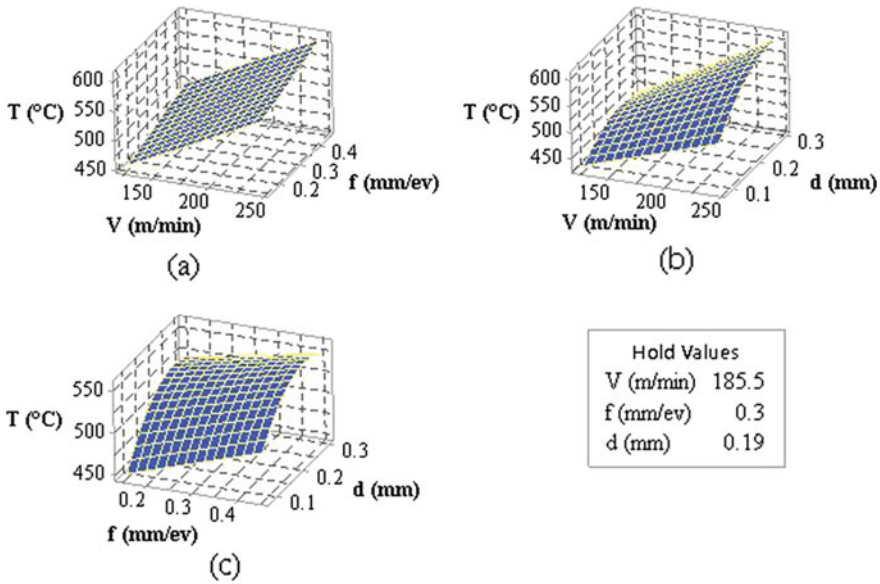 600
550
T (°C)
500
450
150
200
250
V (m/min)
0.2
0.3
0.4
f (mm/ev)
(a)
600
550
T (°C)
500
450
150
200
250
V (m/min)
0.1
0.2
0.3
d (mm)
(b)
550
T (°C)
500
450
0.2
0.3
0.4
f (mm/ev)
0.1
0.2
0.3
d (mm)
(c)
Hold Values
V (m/min) 185.5
f (mm/ev) 0.3
d (mm) 0.19